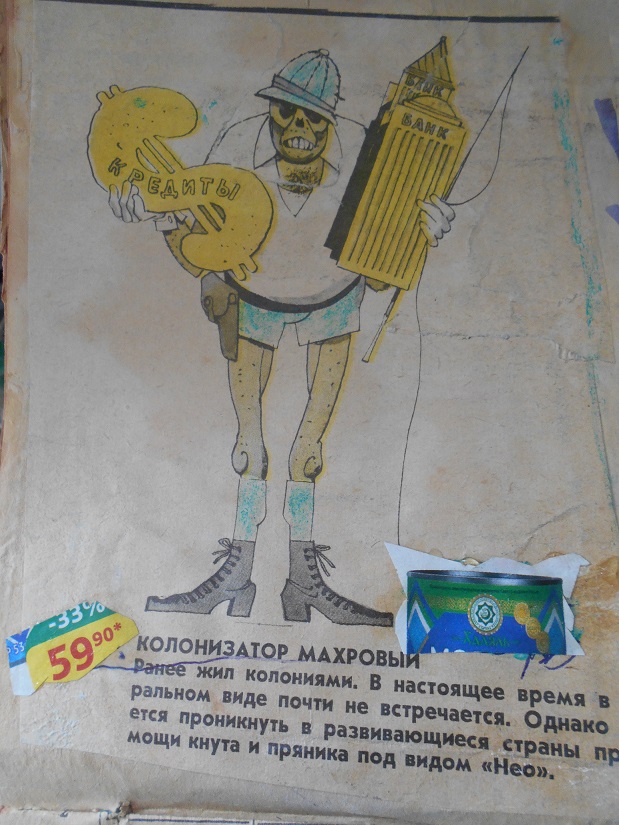 БАНК
БАНК
КРЕДИТЫ
-33%
59 90*
КОЛОНИЗАТОР МАХРОВЫЙ
Ранее жил колониями. В настоящее время в
ральном виде почти не встречается. Однако
ется проникнуть в развивающиеся страны пр
мощи кнута и пряника под видом «Нео».